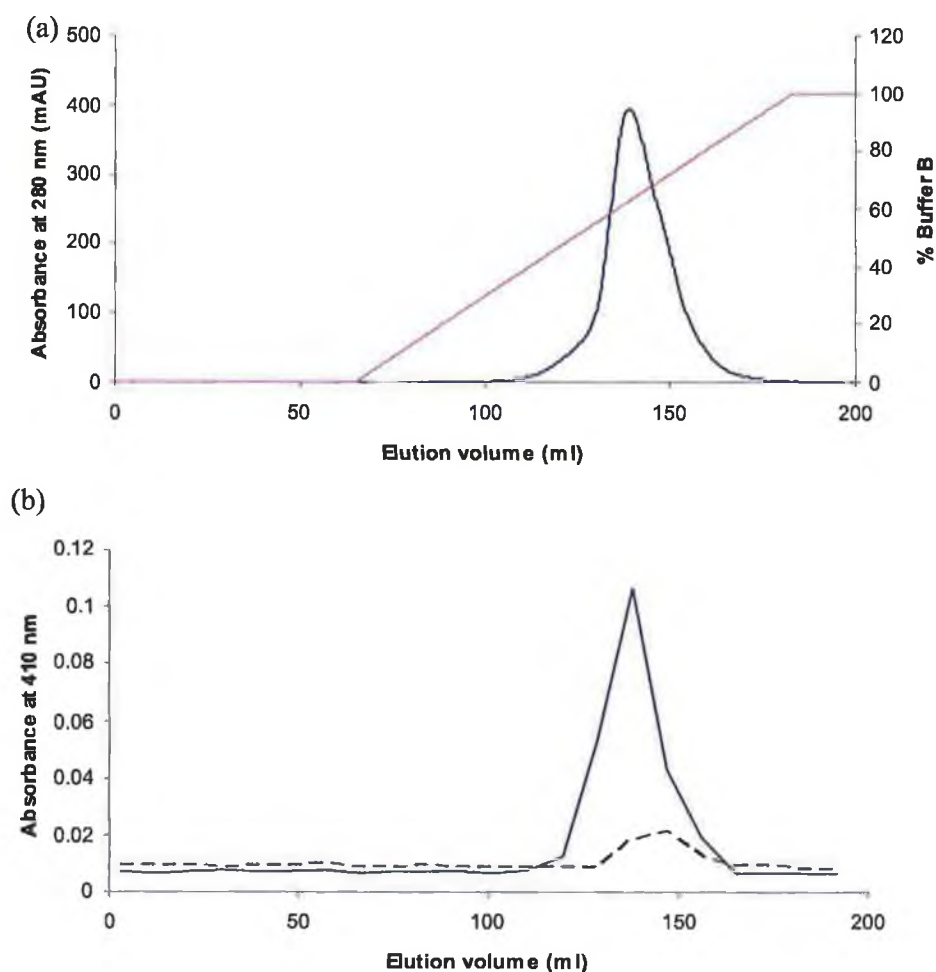 (a)
Absorbance at 280 nm (mAU)
500
400
300
200
100
0
120
100
80
60
40
20
0
% Buffer B
0 50 100 150 200
Elution volume (ml)
(b)
Absorbance at 410 nm
0.12
0.1
0.08
0.06
0.04
0.02
0
0 50 100 150 200
Elution volume (ml)